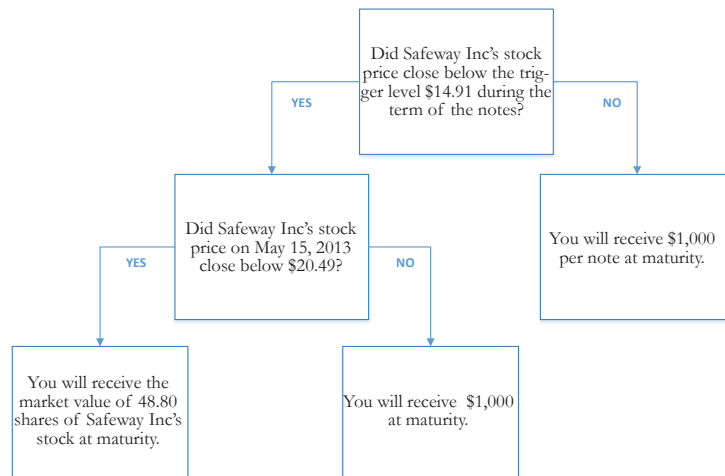 Did Safeway Inc's stock
price close below the trig-
ger level $14.91 during the
term of the notes?
YES
NO
Did Safeway Inc's stock
price on May 15, 2013
close below $20.49?
You will receive $1,000
per note at maturity.
YES
NO
You will receive the
market value of 48.80
shares of Safeway Inc's
stock at maturity.
You will receive $1,000
at maturity.